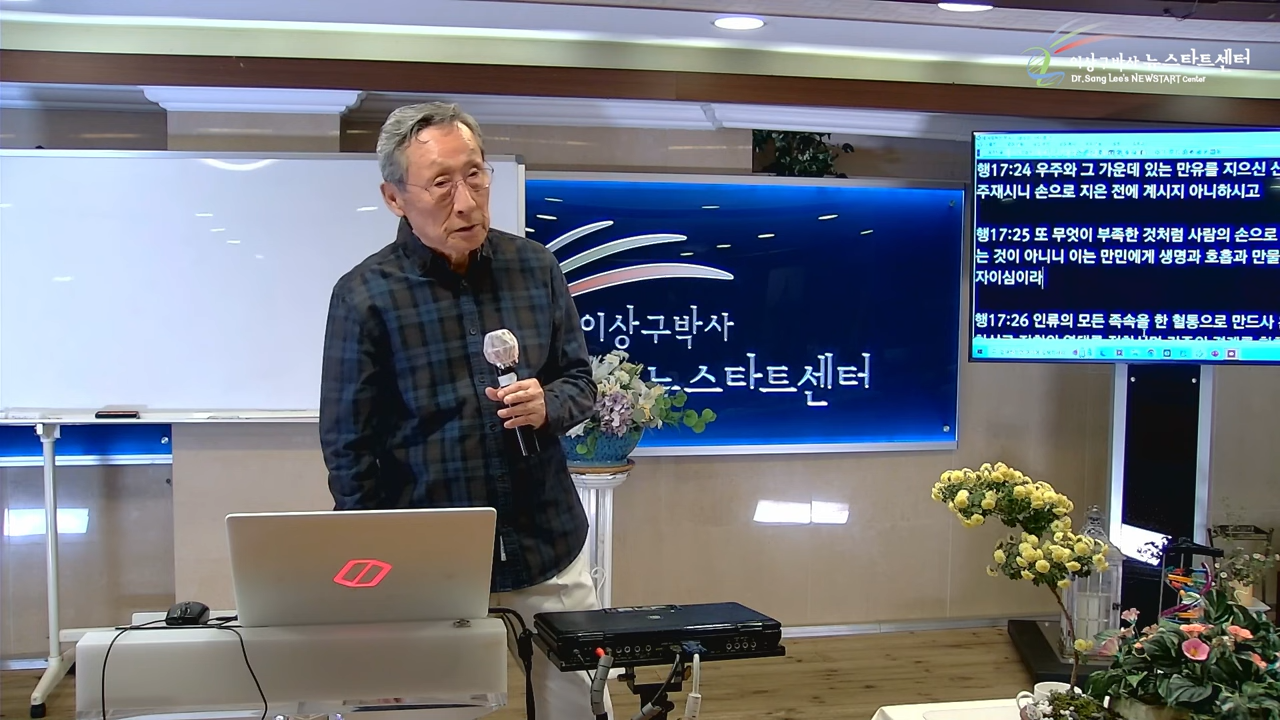 이상구박사 뉴스타트센터
Dr. Sang Lee's NEWSTART Center
행17:24 우주와 그 가운데 있는 만유를 지으신
주재시니 손으로 지은 전에 계시지 아니하시고
행17:25 또 무엇이 부족한 것처럼 사람의 손으로
는 것이 아니니 이는 만민에게 생명과 호흡과 만물
자이심이라
행17:26 인류의 모든 족속을 한 혈통으로 만드사
이상구박사
뉴스타트센터